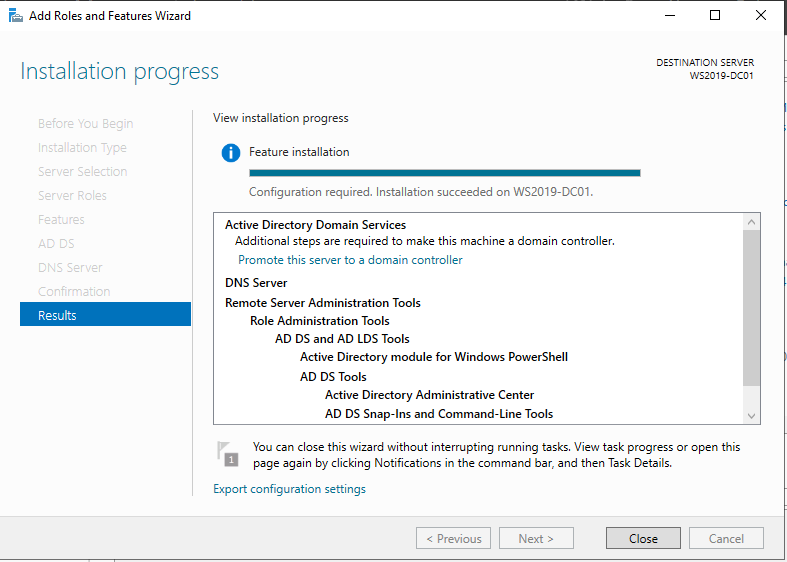 Add Roles and Features Wizard
Installation progress
DESTINATION SERVER
WS2019-DC01
Before You Begin
Installation Type
Server Selection
Server Roles
Features
AD DS
DNS Server
Confirmation
Results
View installation progress
Feature installation
Configuration required. Installation succeeded on WS2019-DC01.
Active Directory Domain Services
Additional steps are required to make this machine a domain controller.
Promote this server to a domain controller
DNS Server
Remote Server Administration Tools
Role Administration Tools
AD DS and AD LDS Tools
Active Directory module for Windows PowerShell
AD DS Tools
Active Directory Administrative Center
AD DS Snap-Ins and Command-Line Tools
1
You can close this wizard without interrupting running tasks. View task progress or open this
page again by clicking Notifications in the command bar, and then Task Details.
Export configuration settings
< Previous
Next >
Close
Cancel